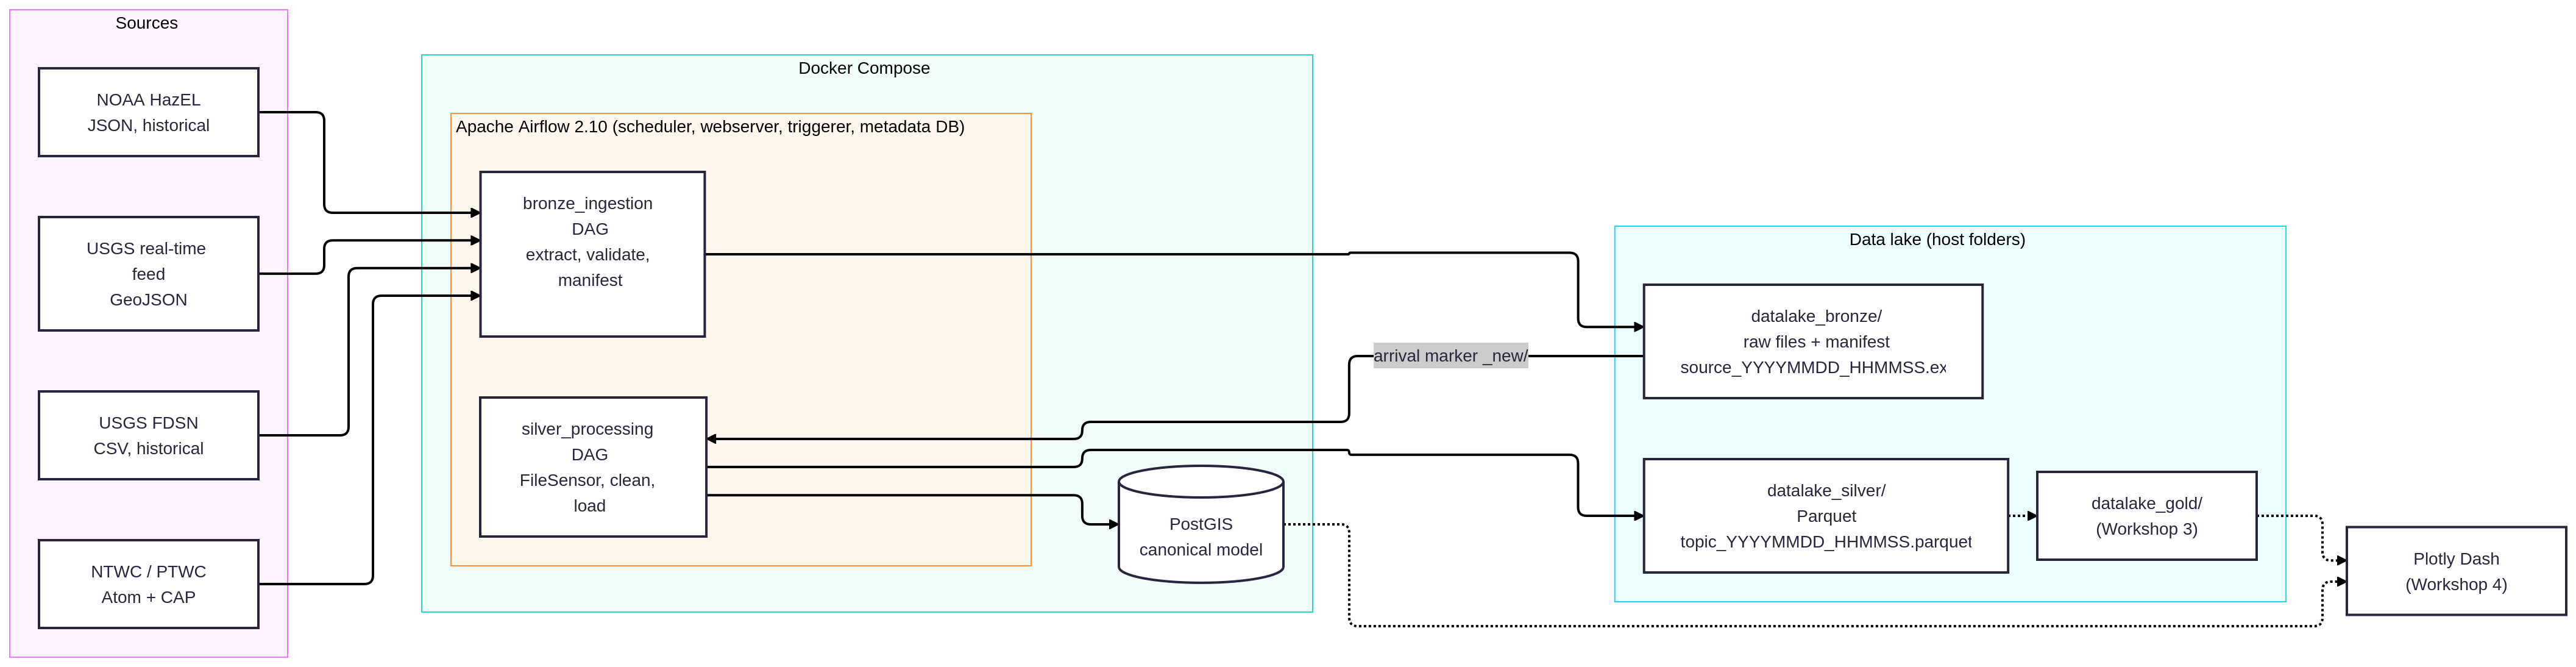 Sources
NOAA HazEL
JSON, historical
USGS real-time
feed
GeoJSON
USGS FDSN
CSV, historical
NTWC / PTWC
Atom + CAP
Docker Compose
Apache Airflow 2.10 (scheduler, webserver, triggerer, metadata DB)
bronze_ingestion
DAG
extract, validate,
manifest
silver_processing
DAG
FileSensor, clean,
load
PostGIS
canonical model
arrival marker _new/
Data lake (host folders)
datalake_bronze/
raw files + manifest
source_YYYYMMDD_HHMMSS.ex
datalake_silver/
Parquet
topic_YYYYMMDD_HHMMSS.parquet
datalake_gold/
(Workshop 3)
Plotly Dash
(Workshop 4)